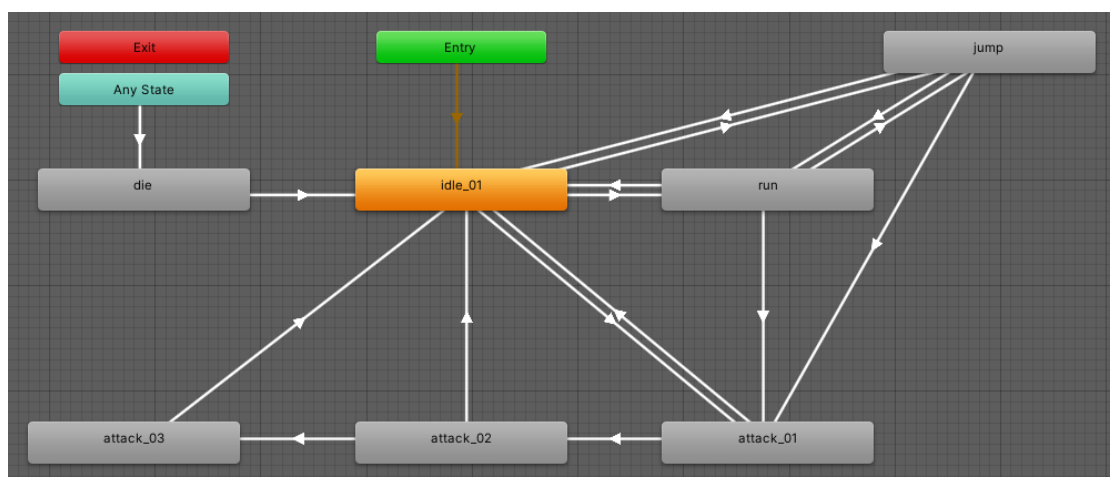 Exit
Entry
jump
Any State
die
idle_01
run
attack_03
attack_02
attack_01